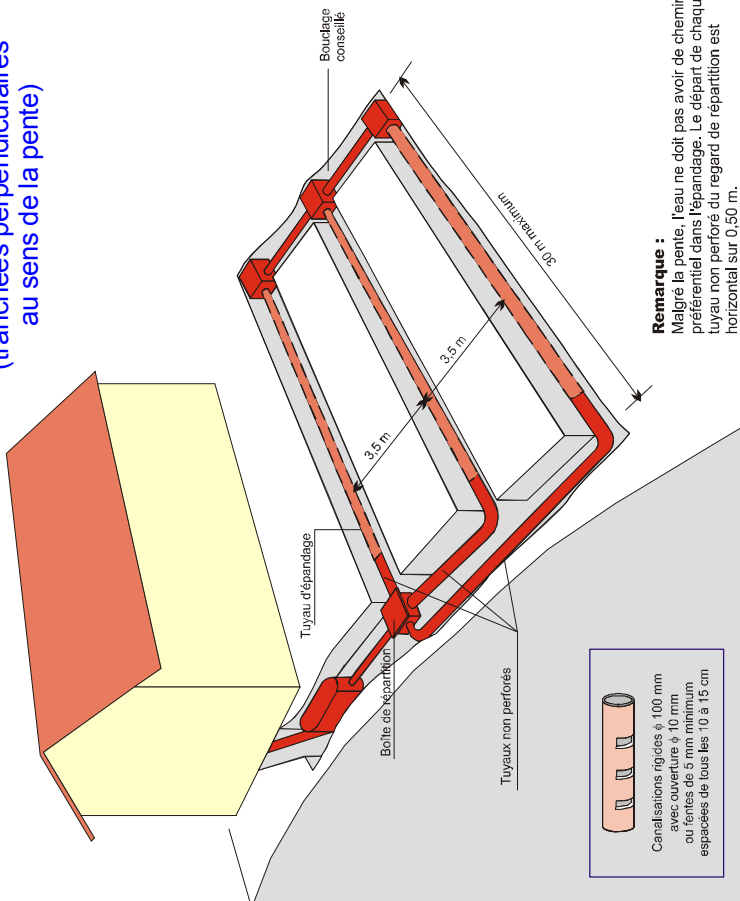 (tranchées perpendiculaires
au sens de la pente)
Bouclage
conseillé
30 m maximum
3,5 m
3,5 m
Tuyau d'épandage
Boîte de répartition
Tuyaux non perforés
Remarque :
Malgré la pente, l'eau ne doit pas avoir de chemin
préférentiel dans l'épandage. Le départ de chaque
tuyau non perforé du regard de répartition est
horizontal sur 0,50 m.
Canalisations rigides ϕ 100 mm
avec ouverture ϕ 10 mm
ou fentes de 5 mm minimum
espacées de tous les 10 à 15 cm